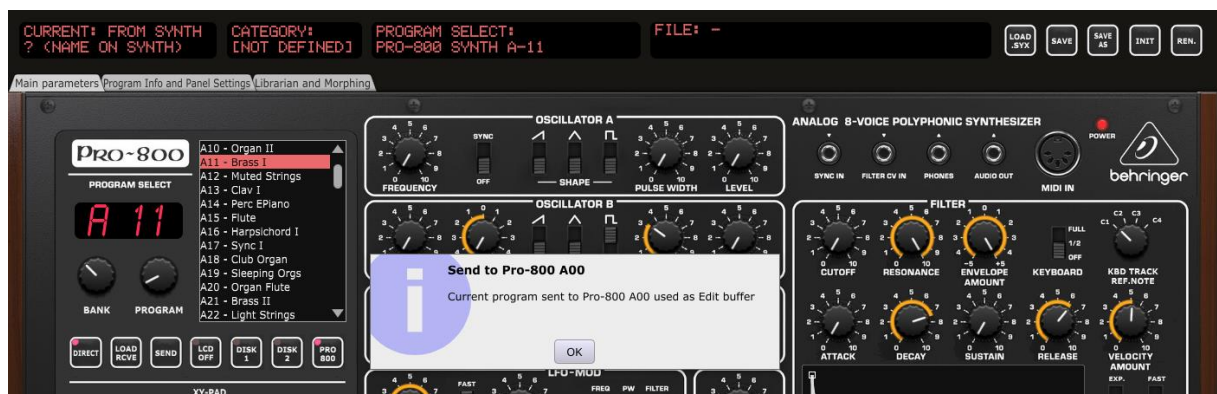 CURRENT: FROM SYNTH
? (NAME ON SYNTH)
CATEGORY:
[NOT DEFINED]
PROGRAM SELECT:
PRO-800 SYNTH A-11
FILE: -
LOAD .SYX
SAVE
SAVE AS
INIT
REN.
Main parameters
Program Info and Panel Settings
Librarian and Morphing
PRO~800
PROGRAM SELECT
A 11
BANK
PROGRAM
A10 - Organ II
A11 - Brass I
A12 - Muted Strings
A13 - Clav I
A14 - Perc EPiano
A15 - Flute
A16 - Harpsichord I
A17 - Sync I
A18 - Club Organ
A19 - Sleeping Orgs
A20 - Organ Flute
A21 - Brass II
A22 - Light Strings
DIRECT
LOAD RCVE
SEND
LCD OFF
DISK 1
DISK 2
PRO 800
XY-PAD
OSCILLATOR A
FREQUENCY
SYNC
OFF
SHAPE
PULSE WIDTH
LEVEL
OSCILLATOR B
Send to Pro-800 A00
Current program sent to Pro-800 A00 used as Edit buffer
OK
LFO-MOD
FAST
FREQ PW FILTER
ANALOG 8-VOICE POLYPHONIC SYNTHESIZER
SYNC IN
FILTER CV IN
PHONES
AUDIO OUT
MIDI IN
POWER
behringer
FILTER
CUTOFF
RESONANCE
ENVELOPE AMOUNT
FULL
1/2
OFF
KEYBOARD
C1 C2 C3 C4
KBD TRACK REF.NOTE
ATTACK
DECAY
SUSTAIN
RELEASE
VELOCITY AMOUNT
EXP.
FAST